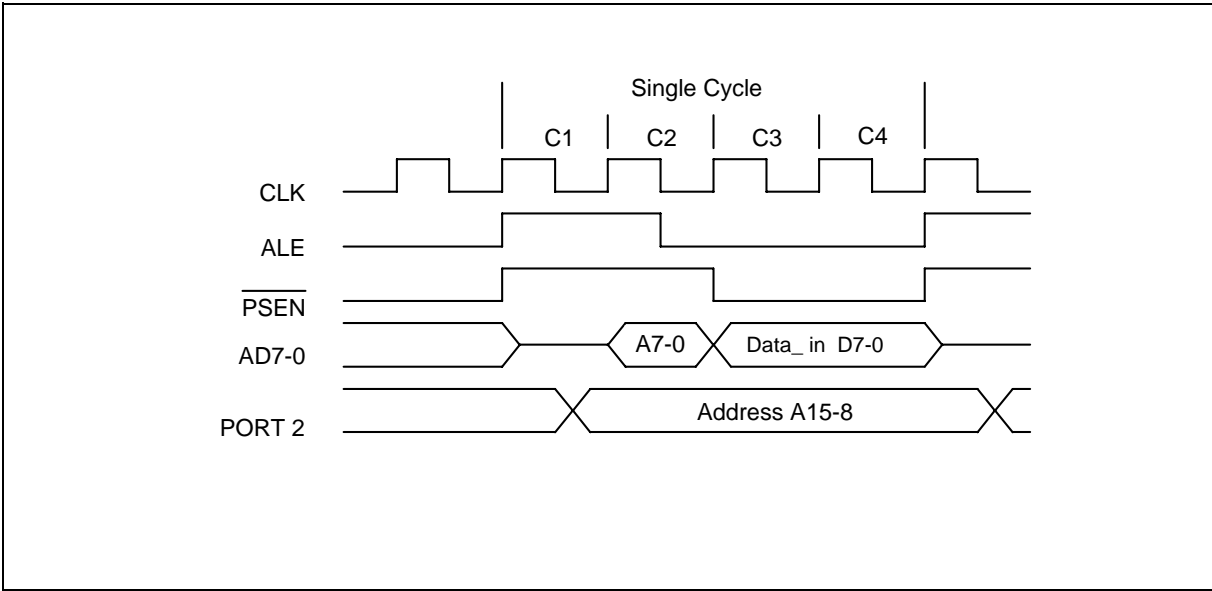 Single Cycle
C1 C2 C3 C4
CLK
ALE
PSEN
AD7-0 A7-0 Data_ in D7-0
PORT 2 Address A15-8